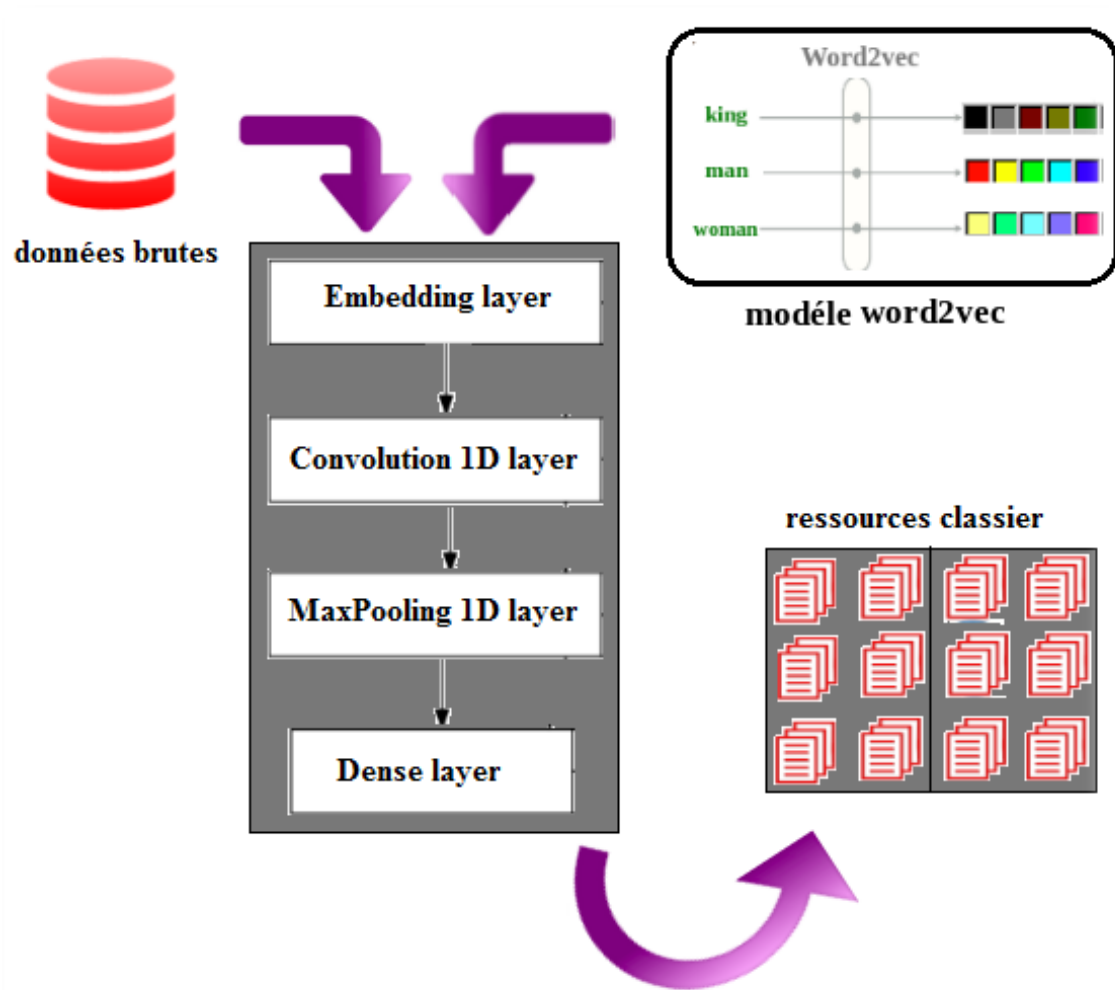 Word2vec
king
man
woman
données brutes
modéle word2vec
Embedding layer
Convolution 1D layer
MaxPooling 1D layer
Dense layer
ressources classier